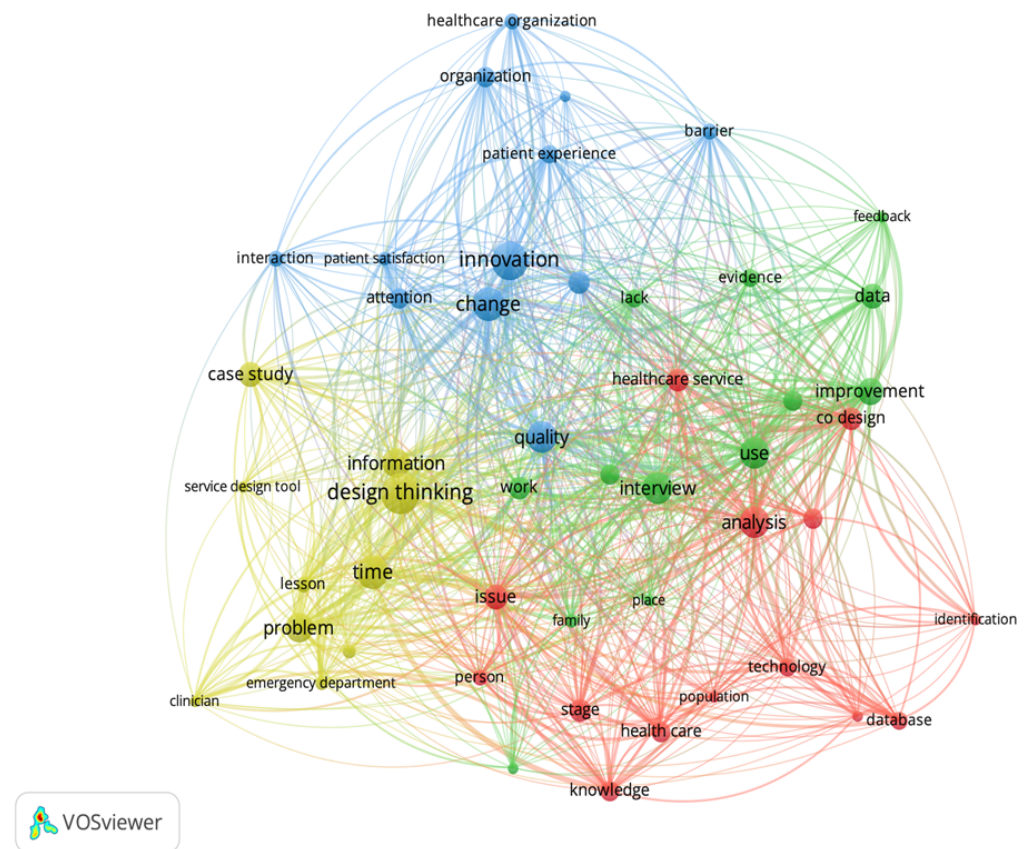 healthcare organization
organization
barrier
patient experience
feedback
interaction
patient satisfaction
innovation
evidence
attention
change
lack
data
case study
healthcare service
improvement
co design
quality
information
use
service design tool
design thinking
work
interview
analysis
time
lesson
issue
place
problem
family
identification
technology
person
emergency department
clinician
population
stage
database
health care
knowledge
VOSviewer